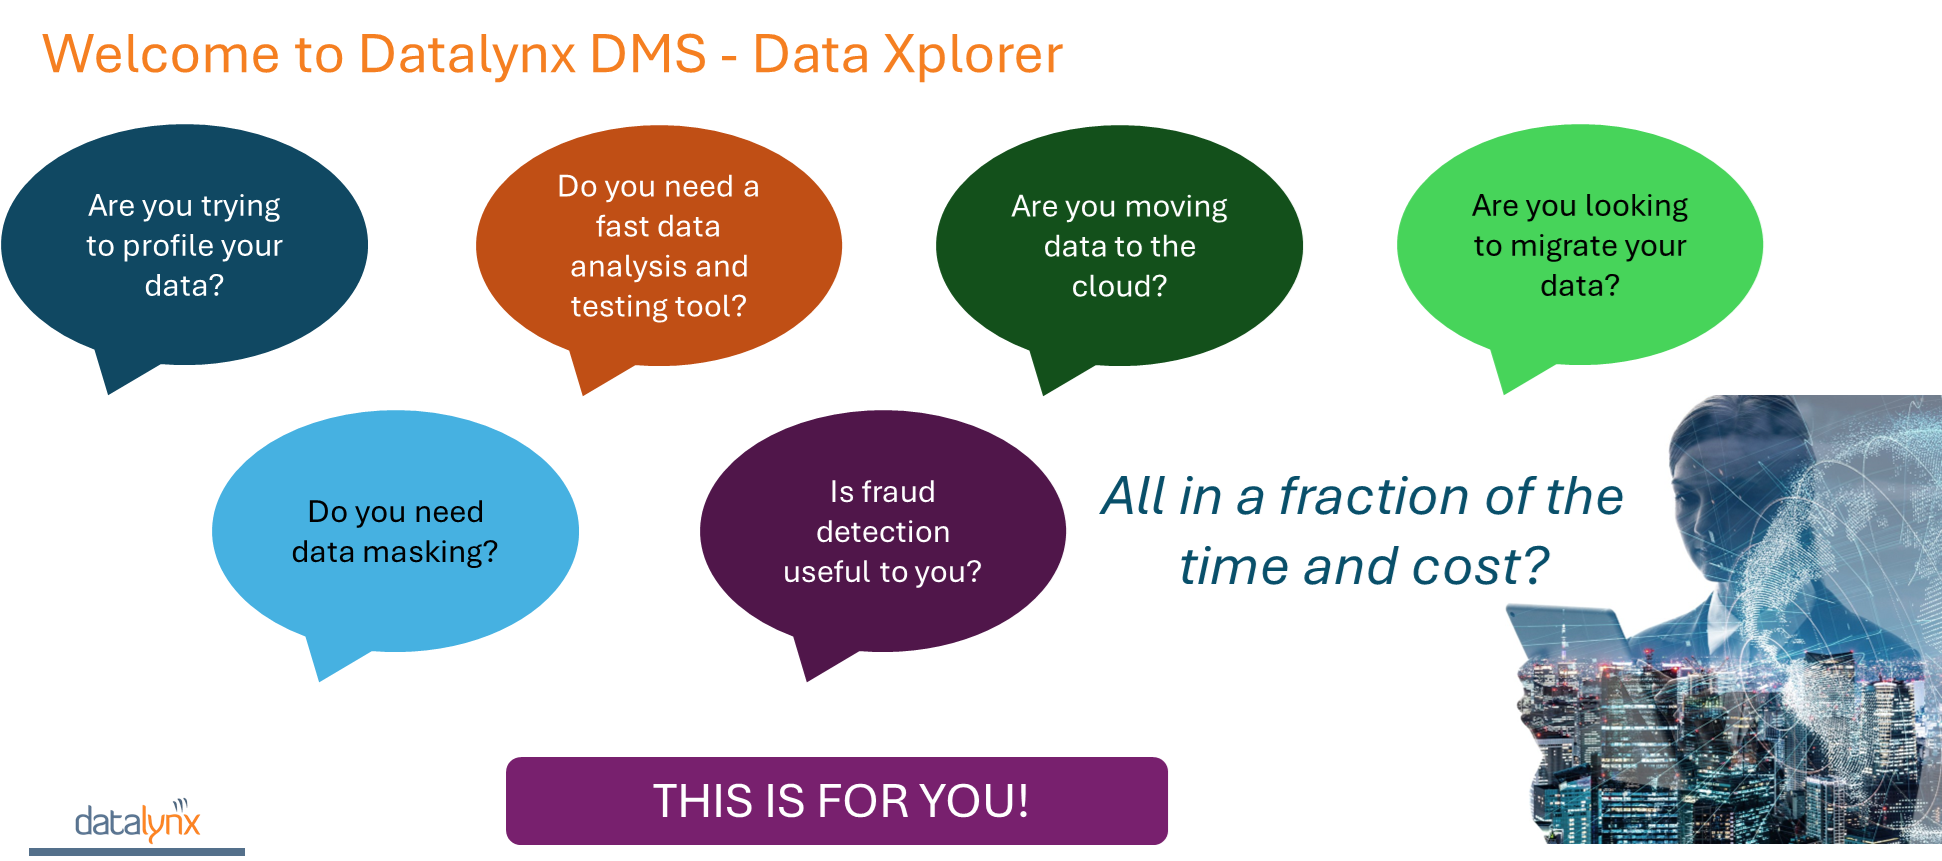 Welcome to Datalynx DMS - Data Xplorer
Are you trying
to profile your
data?
Do you need a
fast data
analysis and
testing tool?
Are you moving
data to the
cloud?
Are you looking
to migrate your
data?
Do you need
data masking?
Is fraud
detection
useful to you?
All in a fraction of the
time and cost?
THIS IS FOR YOU!
datalynx